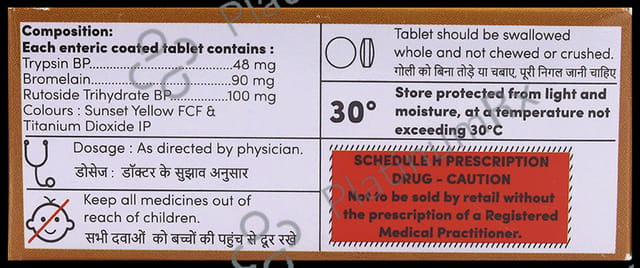 Composition:
Each enteric coated tablet contains :
Trypsin BP..................................48 mg
Bromelain...................................90 mg
Rutoside Trihydrate BP..............100 mg
Colours : Sunset Yellow FCF &
Titanium Dioxide IP
Dosage : As directed by physician.
डोसेज : डॉक्टर के सुझाव अनुसार
Keep all medicines out of
reach of children.
सभी दवाओं को बच्चों की पहुंच से दूर रखे
Tablet should be swallowed
whole and not chewed or crushed.
गोली को बिना तोड़े या चबाए, पूरी निगल जानी चाहिए
30°
Store protected from light and
moisture, at a temperature not
exceeding 30°C
SCHEDULE H PRESCRIPTION
DRUG - CAUTION
Not to be sold by retail without
the prescription of a Registered
Medical Practitioner.
PlatinumRx